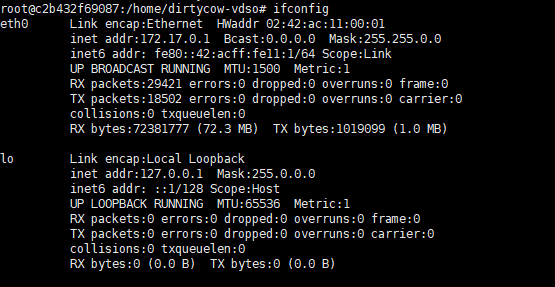 root@c2b432f69087:/home/dirtycow-vdso# ifconfig
eth0 Link encap:Ethernet HWaddr 02:42:ac:11:00:01
inet addr:172.17.0.1 Bcast:0.0.0.0 Mask:255.255.0.0
inet6 addr: fe80::42:acff:fe11:1/64 Scope:Link
UP BROADCAST RUNNING MTU:1500 Metric:1
RX packets:29421 errors:0 dropped:0 overruns:0 frame:0
TX packets:18502 errors:0 dropped:0 overruns:0 carrier:0
collisions:0 txqueuelen:0
RX bytes:72381777 (72.3 MB) TX bytes:1019099 (1.0 MB)
lo Link encap:Local Loopback
inet addr:127.0.0.1 Mask:255.0.0.0
inet6 addr: ::1/128 Scope:Host
UP LOOPBACK RUNNING MTU:65536 Metric:1
RX packets:0 errors:0 dropped:0 overruns:0 frame:0
TX packets:0 errors:0 dropped:0 overruns:0 carrier:0
collisions:0 txqueuelen:0
RX bytes:0 (0.0 B) TX bytes:0 (0.0 B)